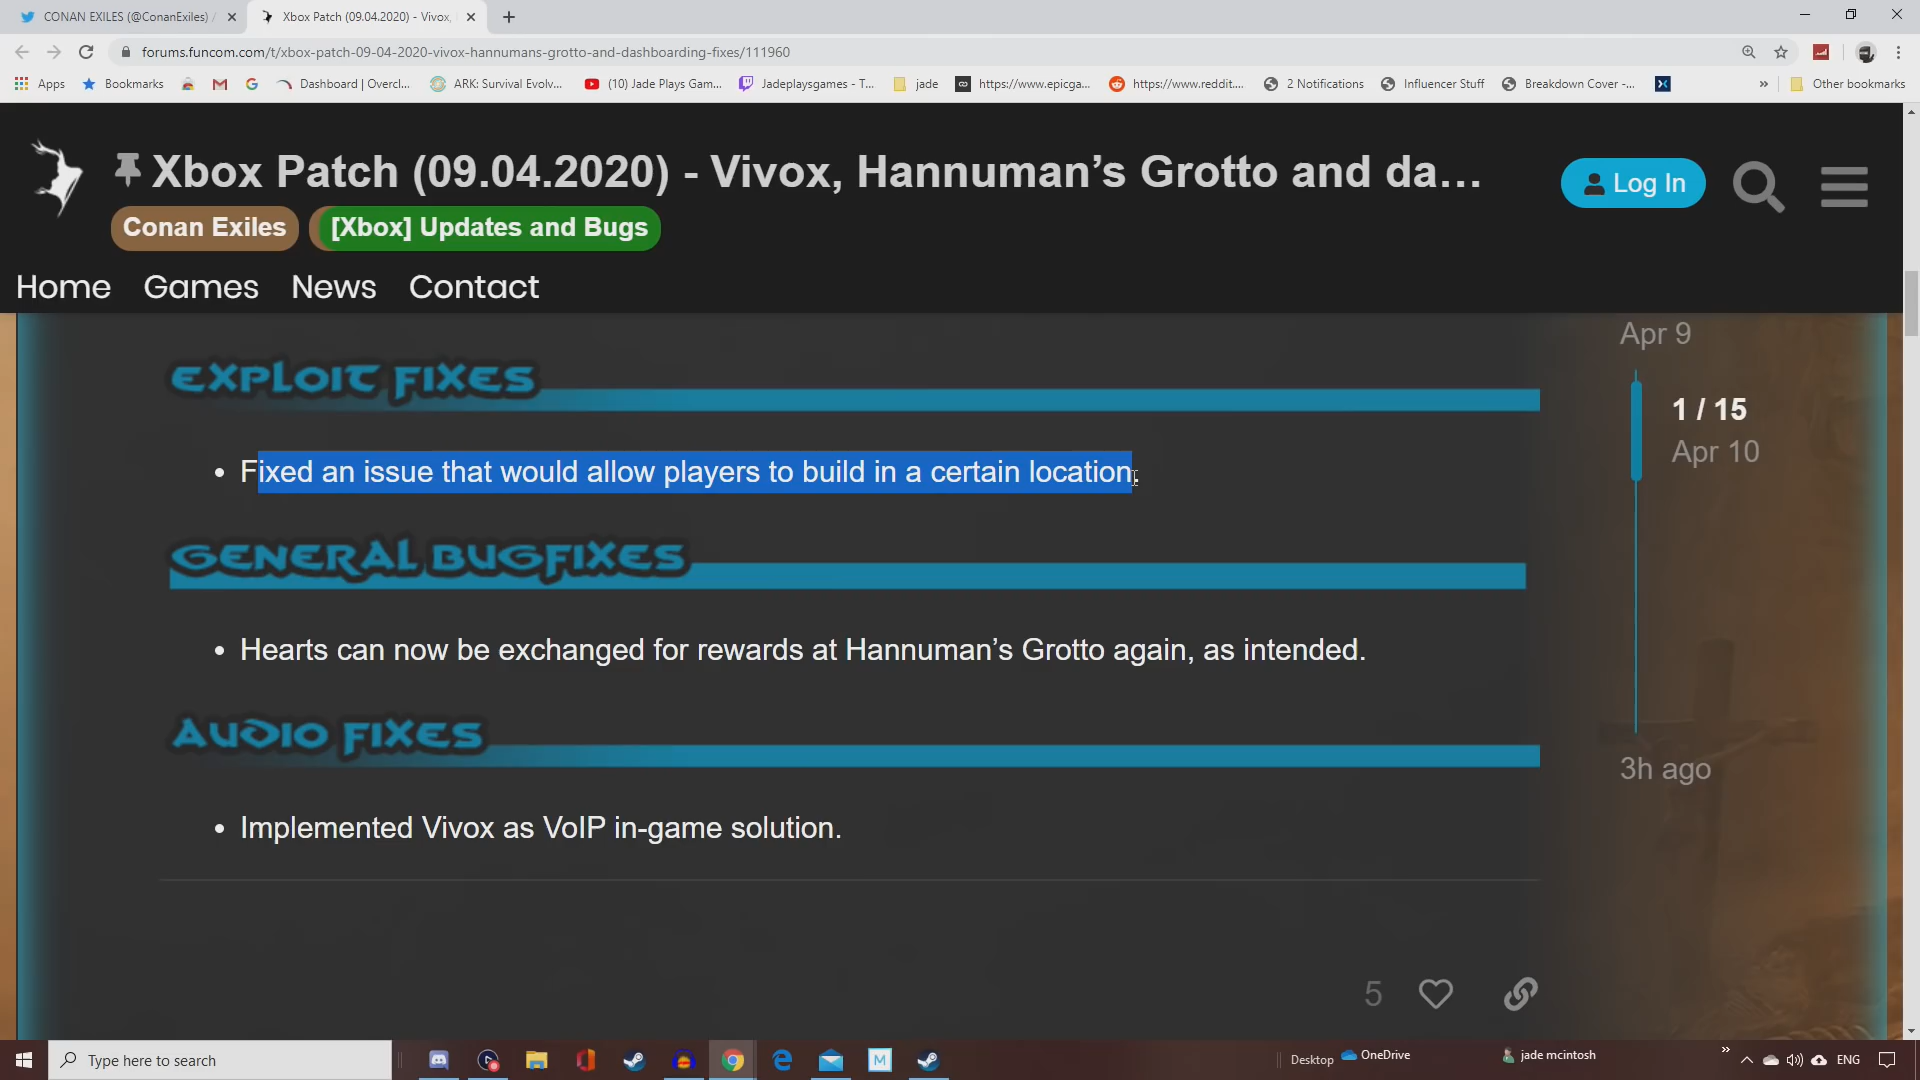 CONAN EXILES (@ConanExiles) /
Xbox Patch (09.04.2020) - Vivox,
forums.funcom.com/t/xbox-patch-09-04-2020-vivox-hannumans-grotto-and-dashboarding-fixes/111960
Apps Bookmarks Dashboard | Overcl... ARK: Survival Evolv... (10) Jade Plays Gam... Jadeplaysgames - T... jade https://www.epicga... https://www.reddit.... 2 Notifications Influencer Stuff Breakdown Cover -... » Other bookmarks
Xbox Patch (09.04.2020) - Vivox, Hannuman’s Grotto and da...
Log In
Conan Exiles [Xbox] Updates and Bugs
Home Games News Contact
Apr 9
EXPLOIT FIXES
1 / 15
Apr 10
• Fixed an issue that would allow players to build in a certain location.
GENERAL BUGFIXES
• Hearts can now be exchanged for rewards at Hannuman’s Grotto again, as intended.
AUDIO FIXES
3h ago
• Implemented Vivox as VoIP in-game solution.
5
Type here to search
Desktop » OneDrive jade mcintosh » ENG